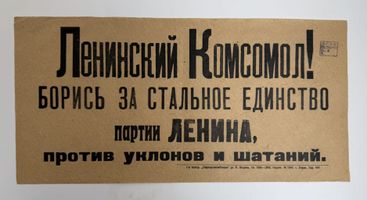 Ленинский Комсомол!
БОРИСЬ ЗА СТАЛЬНОЕ ЕДИНСТВО
партии ЛЕНИНА,
против уклонов и шатаний.